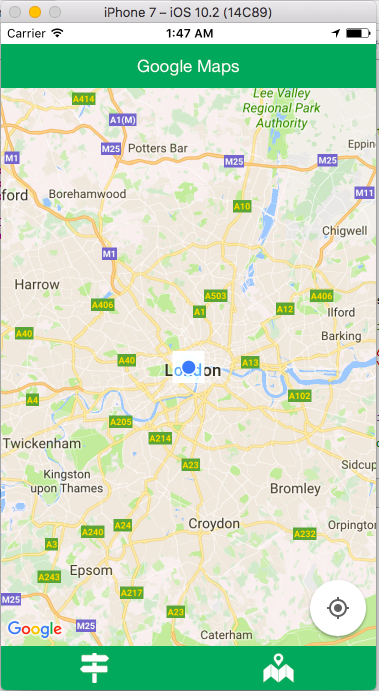 iPhone 7 – iOS 10.2 (14C89)
Carrier 1:47 AM
Google Maps
A414
Lee Valley
Regional Park
Authority
A1(M)
M25
Potters Bar
Eppin
M1
M25
M25
ford
Borehamwood
M11
A10
Chigwell
M1
Harrow
A503
A406
A406
A1
A12
Ilford
A40
Barking
A40
A13
London
A4
A102
A205
Twickenham
A214
A23
Sidcup
Kingston
upon Thames
Bromley
A24
A240
Croydon
Orpington
A232
A3
Epsom
A243
A217
M25
A23
M25
Google
Caterham